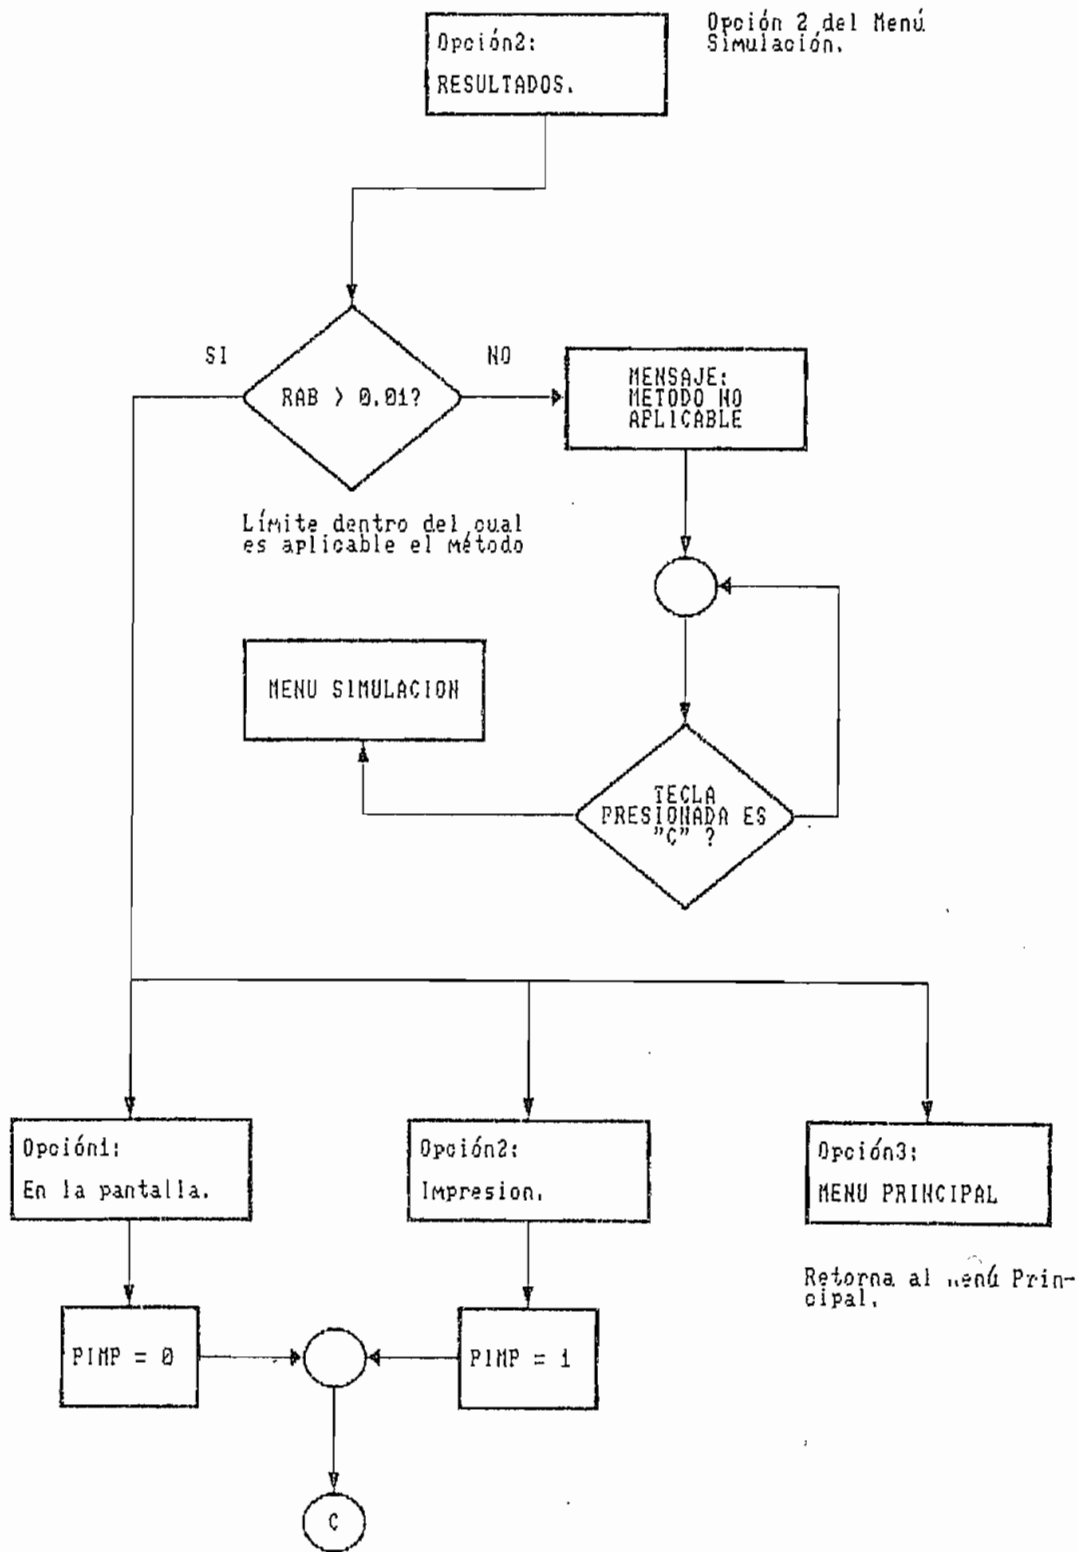 Opción2:
RESULTADOS.
Opción 2 del Menú
Simulación.
SI
NO
RAB > 0.01?
MENSAJE:
METODO NO
APLICABLE
Límite dentro del cual
es aplicable el método
MENU SIMULACION
TECLA
PRESIONADA ES
"C" ?
Opción1:
En la pantalla.
Opción2:
Impresion.
Opción3:
MENU PRINCIPAL
Retorna al Menú Prin-
cipal.
PIMP = 0
PIMP = 1
C